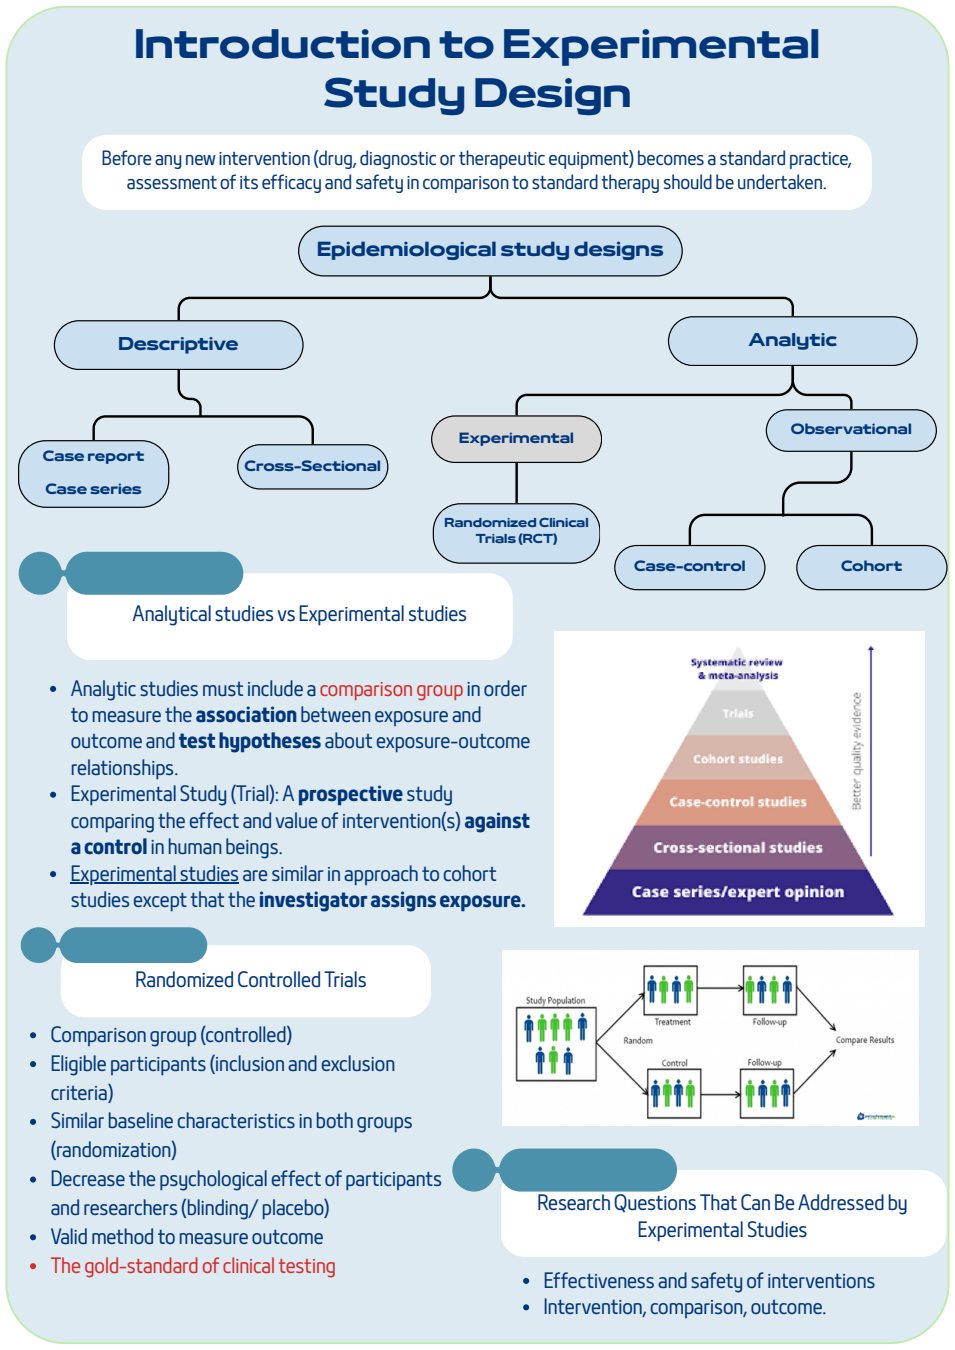 Introduction to Experimental
Study Design
Before any new intervention (drug, diagnostic or therapeutic equipment) becomes a standard practice,
assessment of its efficacy and safety in comparison to standard therapy should be undertaken.
Epidemiological study designs
Descriptive
Analytic
Case report
Case series
Cross-Sectional
Experimental
Observational
Randomized Clinical
Trials (RCT)
Case-control
Cohort
Analytical studies vs Experimental studies
• Analytic studies must include a comparison group in order
to measure the association between exposure and
outcome and test hypotheses about exposure-outcome
relationships.
• Experimental Study (Trial): A prospective study
comparing the effect and value of intervention(s) against
a control in human beings.
• Experimental studies are similar in approach to cohort
studies except that the investigator assigns exposure.
Systematic review
& meta-analysis
Trials
Cohort studies
Case-control studies
Cross-sectional studies
Case series/expert opinion
Better quality evidence
Randomized Controlled Trials
• Comparison group (controlled)
• Eligible participants (inclusion and exclusion
criteria)
• Similar baseline characteristics in both groups
(randomization)
• Decrease the psychological effect of participants
and researchers (blinding/ placebo)
• Valid method to measure outcome
• The gold-standard of clinical testing
Study Population
Random
Treatment
Follow-up
Control
Follow-up
Compare Results
Research Questions That Can Be Addressed by
Experimental Studies
• Effectiveness and safety of interventions
• Intervention, comparison, outcome.